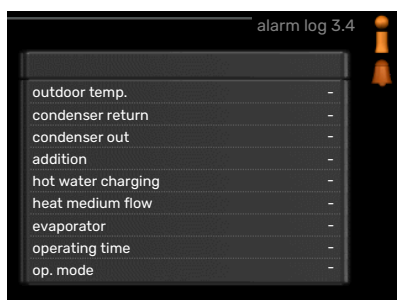 alarm log 3.4
outdoor temp. -
condenser return -
condenser out -
addition -
hot water charging -
heat medium flow -
evaporator -
operating time -
op. mode -